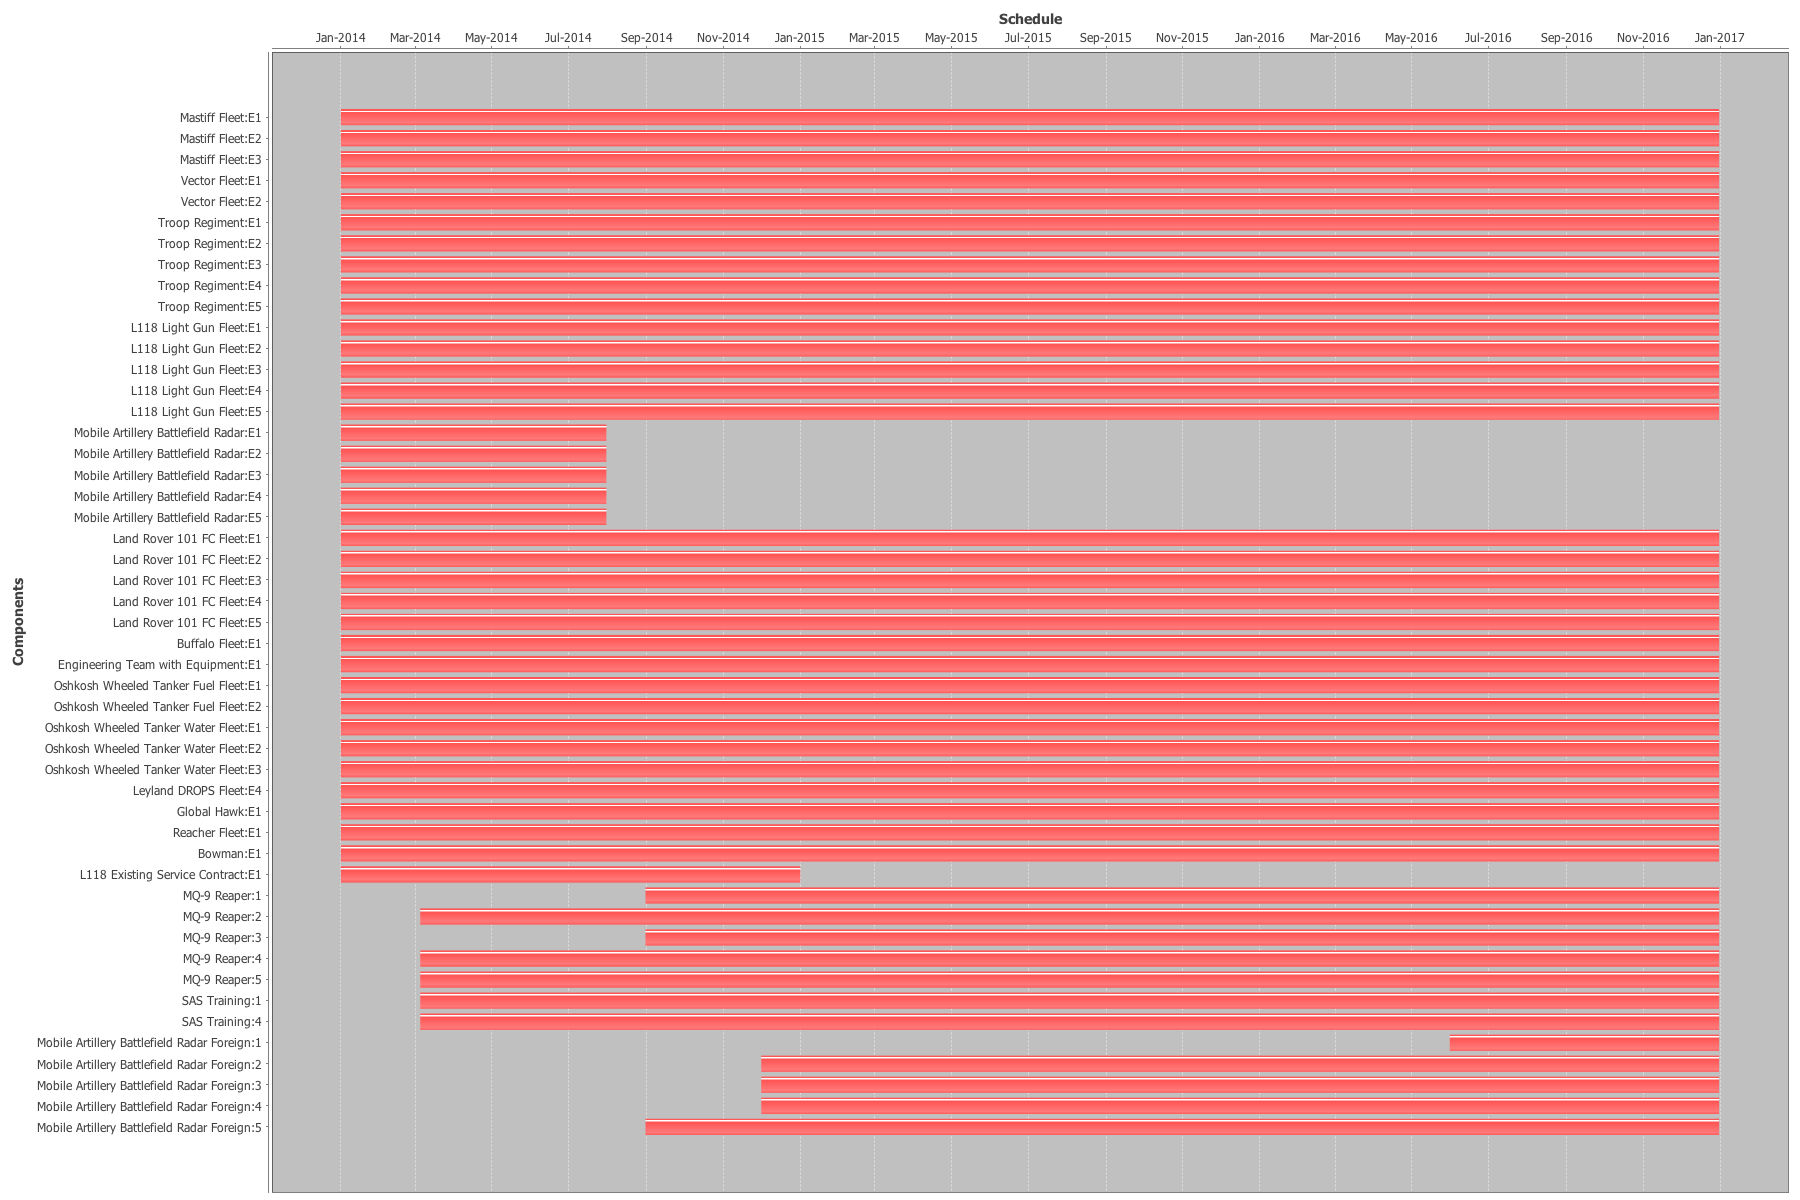 Schedule
Jan-2014 Mar-2014 May-2014 Jul-2014 Sep-2014 Nov-2014 Jan-2015 Mar-2015 May-2015 Jul-2015 Sep-2015 Nov-2015 Jan-2016 Mar-2016 May-2016 Jul-2016 Sep-2016 Nov-2016 Jan-2017
Mastiff Fleet:E1
Mastiff Fleet:E2
Mastiff Fleet:E3
Vector Fleet:E1
Vector Fleet:E2
Troop Regiment:E1
Troop Regiment:E2
Troop Regiment:E3
Troop Regiment:E4
Troop Regiment:E5
L118 Light Gun Fleet:E1
L118 Light Gun Fleet:E2
L118 Light Gun Fleet:E3
L118 Light Gun Fleet:E4
L118 Light Gun Fleet:E5
Mobile Artillery Battlefield Radar:E1
Mobile Artillery Battlefield Radar:E2
Mobile Artillery Battlefield Radar:E3
Mobile Artillery Battlefield Radar:E4
Mobile Artillery Battlefield Radar:E5
Land Rover 101 FC Fleet:E1
Land Rover 101 FC Fleet:E2
Land Rover 101 FC Fleet:E3
Land Rover 101 FC Fleet:E4
Land Rover 101 FC Fleet:E5
Buffalo Fleet:E1
Engineering Team with Equipment:E1
Oshkosh Wheeled Tanker Fuel Fleet:E1
Oshkosh Wheeled Tanker Fuel Fleet:E2
Oshkosh Wheeled Tanker Water Fleet:E1
Oshkosh Wheeled Tanker Water Fleet:E2
Oshkosh Wheeled Tanker Water Fleet:E3
Leyland DROPS Fleet:E4
Global Hawk:E1
Reacher Fleet:E1
Bowman:E1
L118 Existing Service Contract:E1
MQ-9 Reaper:1
MQ-9 Reaper:2
MQ-9 Reaper:3
MQ-9 Reaper:4
MQ-9 Reaper:5
SAS Training:1
SAS Training:4
Mobile Artillery Battlefield Radar Foreign:1
Mobile Artillery Battlefield Radar Foreign:2
Mobile Artillery Battlefield Radar Foreign:3
Mobile Artillery Battlefield Radar Foreign:4
Mobile Artillery Battlefield Radar Foreign:5
Components